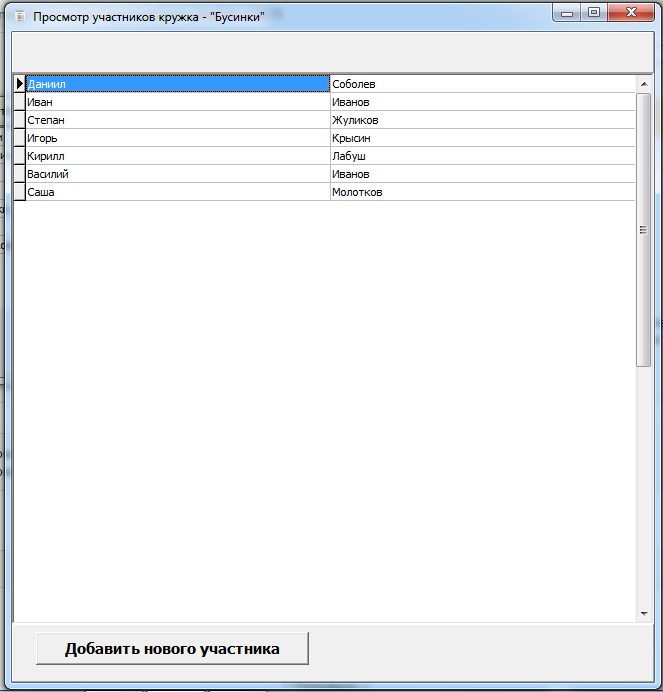 Просмотр участников кружка - "Бусинки"
Даниил Соболев
Иван Иванов
Степан Жуликов
Игорь Крысин
Кирилл Лабуш
Василий Иванов
Саша Молотков
Добавить нового участника